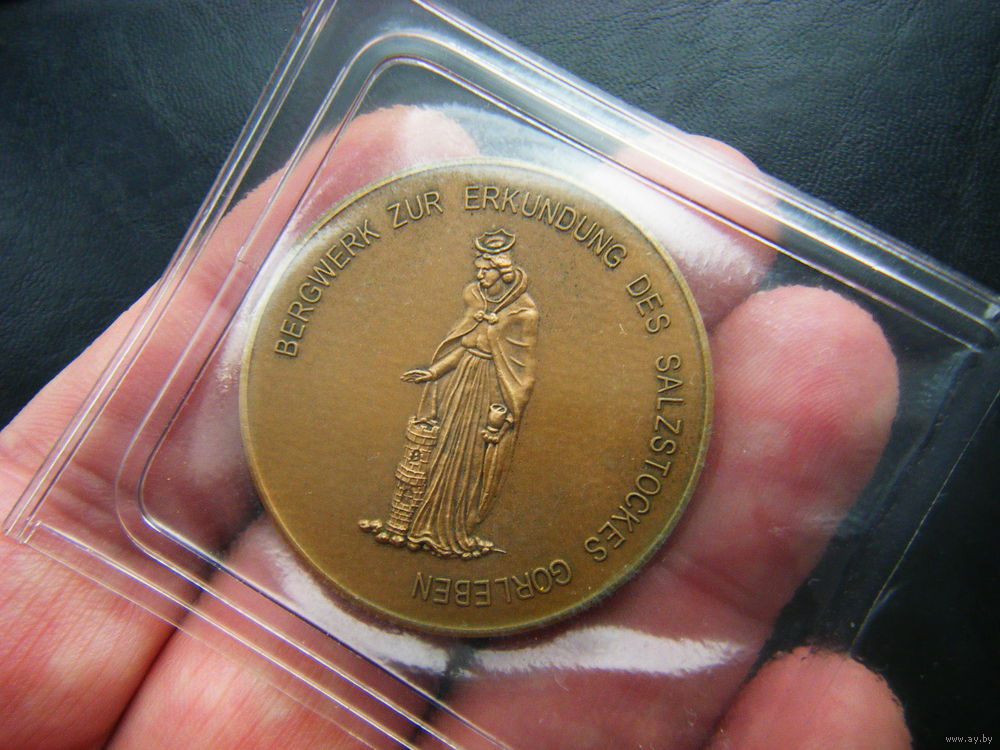 BERGWERK ZUR ERKUNDUNG DES SALZSTOCKES GORLEBEN
www.ay.by